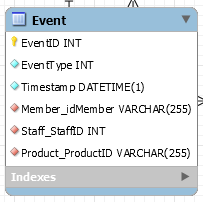 Event
EventID INT
EventType INT
Timestamp DATETIME(1)
Member_idMember VARCHAR(255)
Staff_StaffID INT
Product_ProductID VARCHAR(255)
Indexes